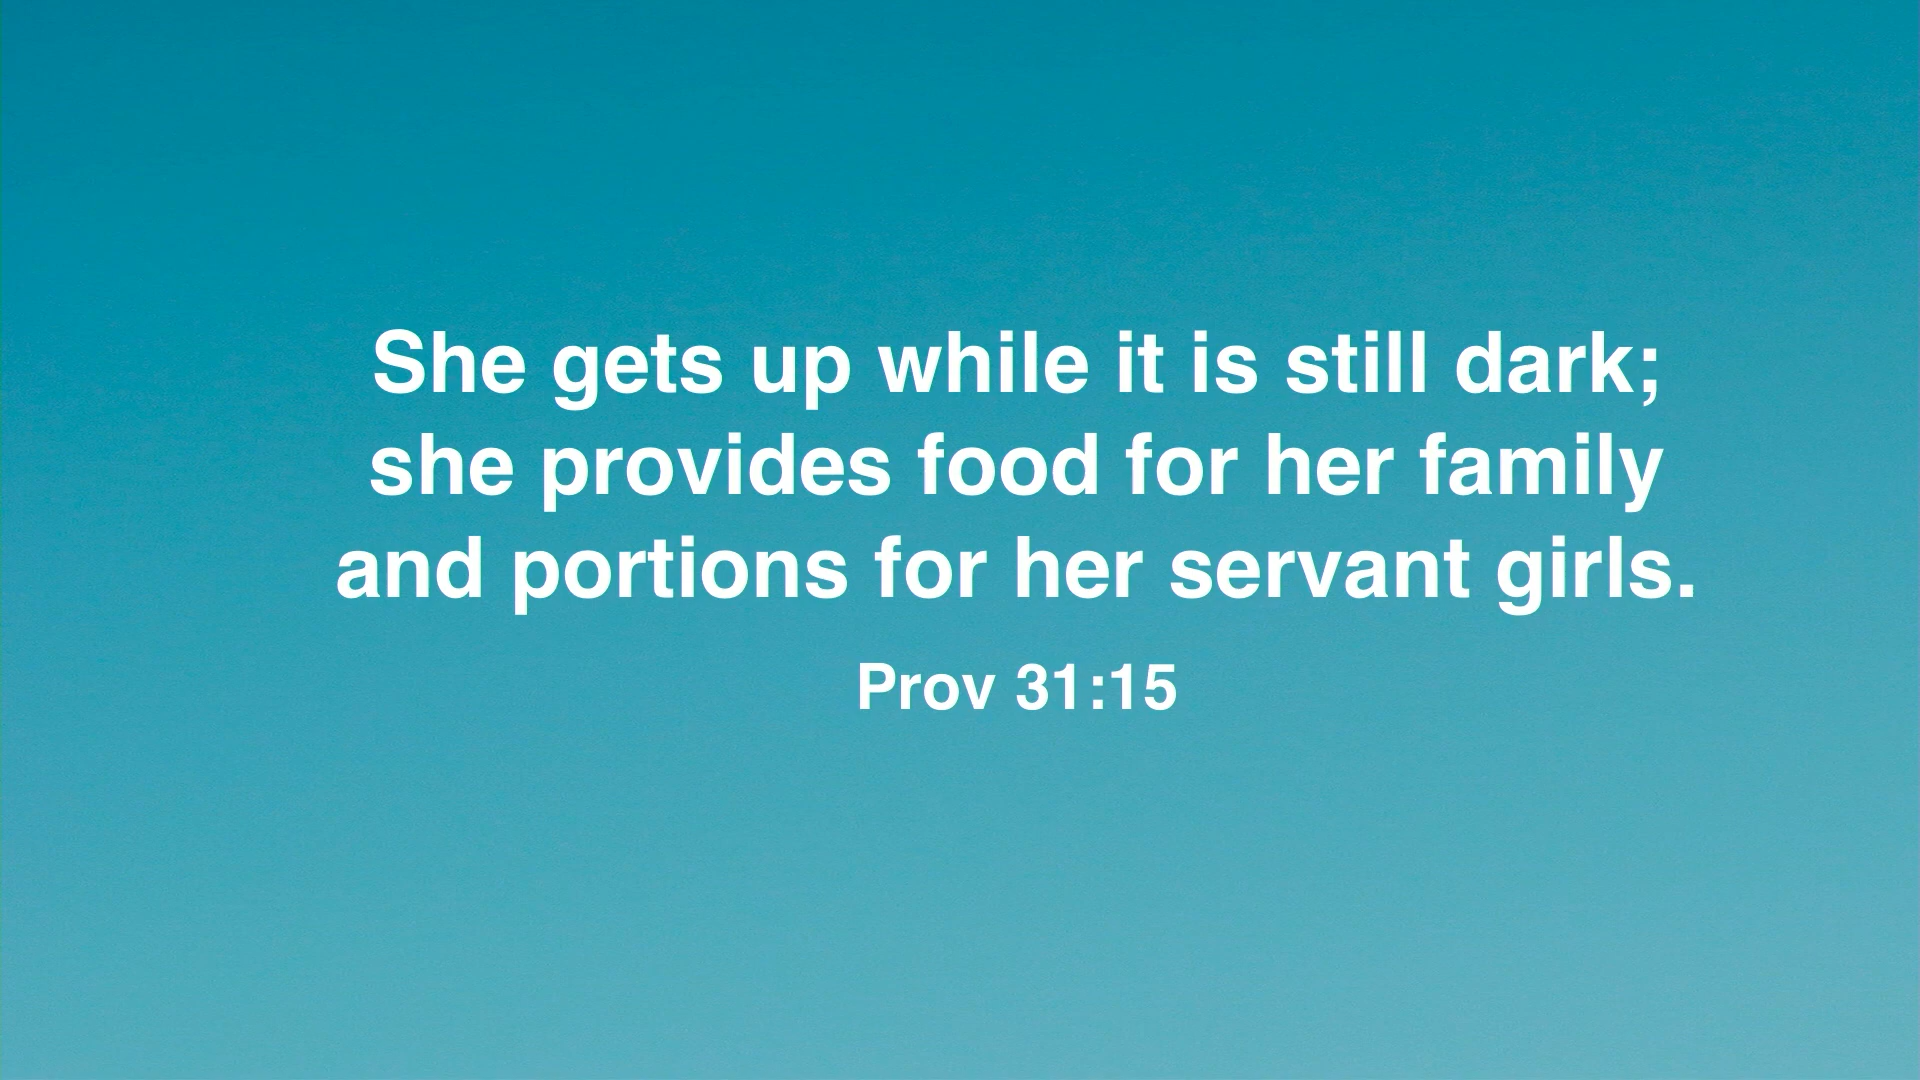 She gets up while it is still dark;
she provides food for her family
and portions for her servant girls.
Prov 31:15